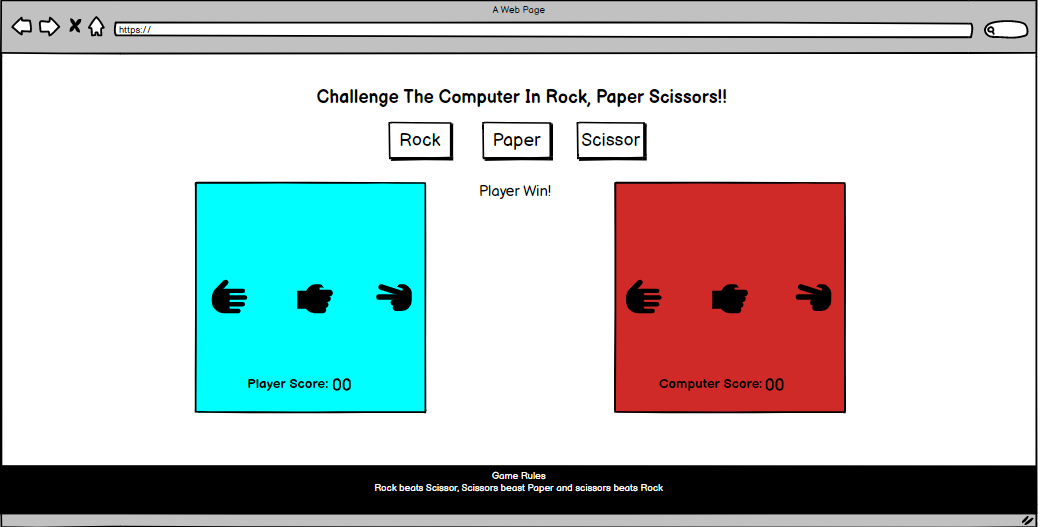 A Web Page
https://
Challenge The Computer In Rock, Paper Scissors!!
Rock Paper Scissor
Player Win!
Player Score: 00 Computer Score: 00
Game Rules
Rock beats Scissor, Scissors beast Paper and scissors beats Rock